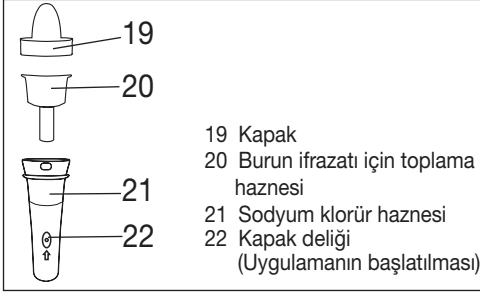 19
20
21
22
19 Kapak
20 Burun ifrazatı için toplama
haznesi
21 Sodyum klorür haznesi
22 Kapak deliği
(Uygulamanın başlatılması)